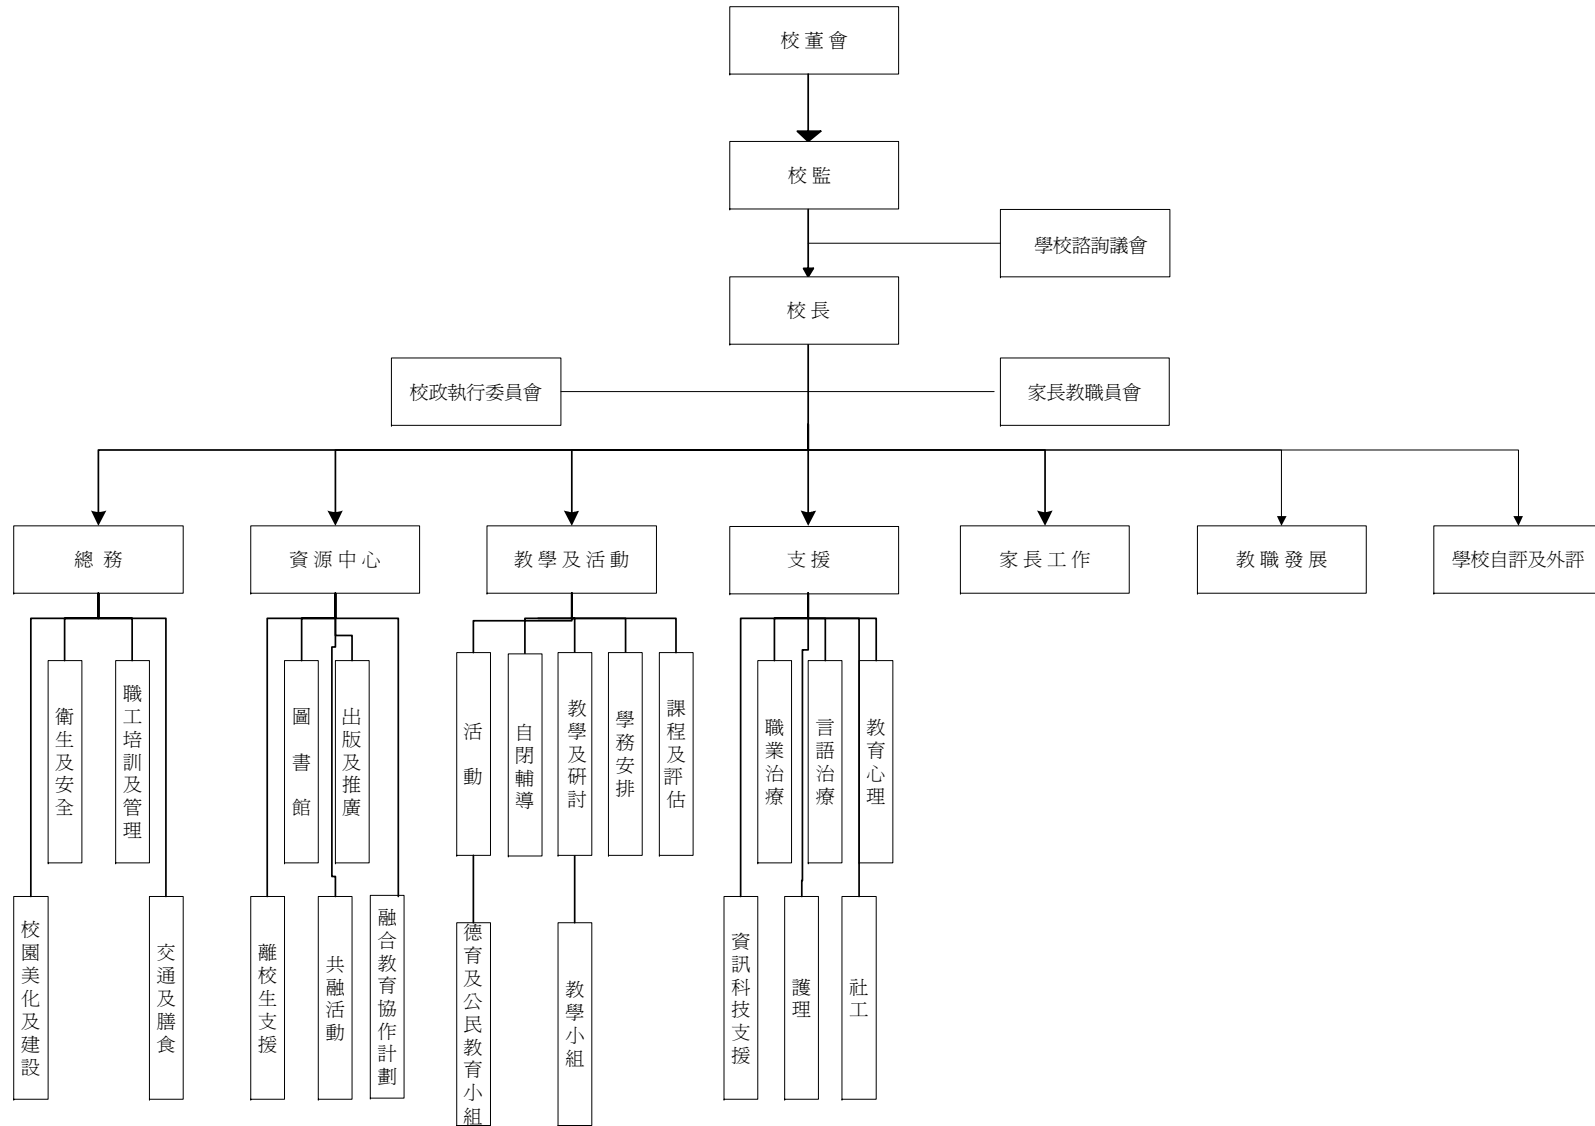 校董會
校監
學校諮詢議會
校長
校政執行委員會
家長教職員會
總務
資源中心
教學及活動
支援
家長工作
教職發展
學校自評及外評
衛生及安全
職工培訓及管理
圖書館
出版及推廣
活動
自閉輔導
教學及研討
學務安排
課程及評估
職業治療
言語治療
教育心理
校園美化及建設
交通及膳食
離校生支援
共融活動
融合教育協作計劃
德育及公民教育小組
教學小組
資訊科技支援
護理
社工